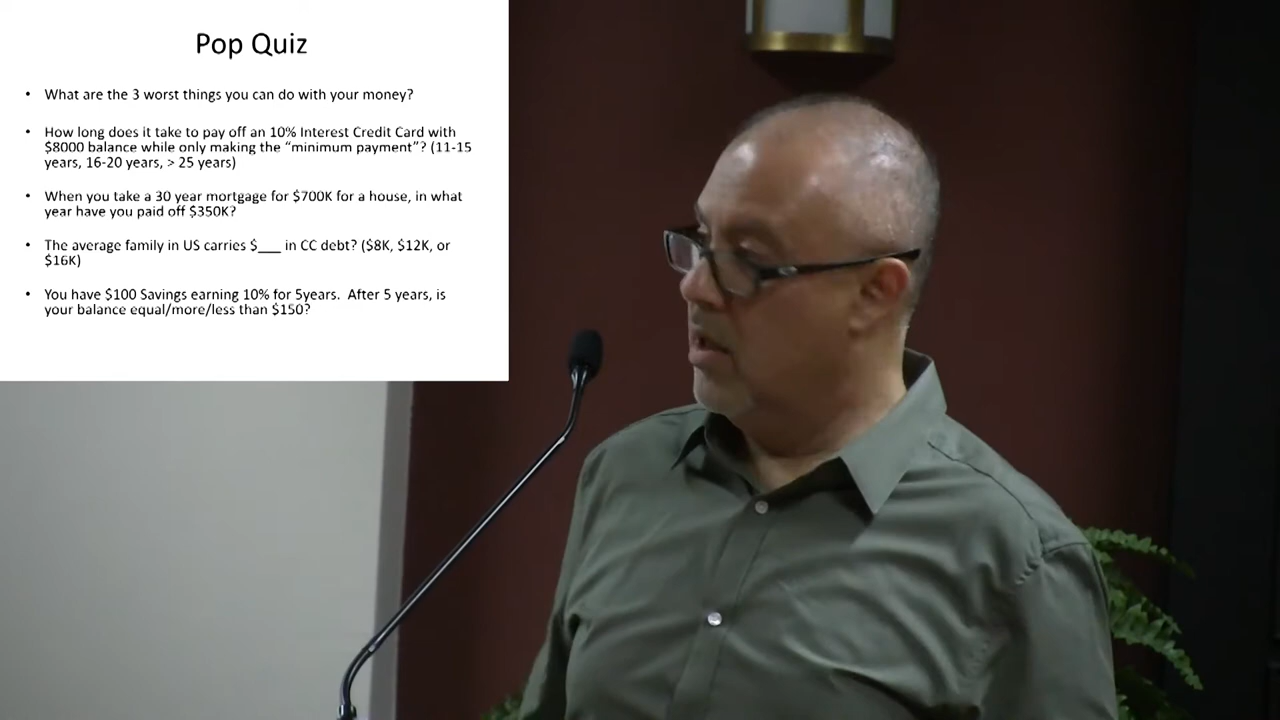 Pop Quiz
• What are the 3 worst things you can do with your money?
• How long does it take to pay off an 10% Interest Credit Card with
$8000 balance while only making the “minimum payment”? (11-15
years, 16-20 years, > 25 years)
• When you take a 30 year mortgage for $700K for a house, in what
year have you paid off $350K?
• The average family in US carries $___ in CC debt? ($8K, $12K, or
$16K)
• You have $100 Savings earning 10% for 5years.  After 5 years, is
your balance equal/more/less than $150?